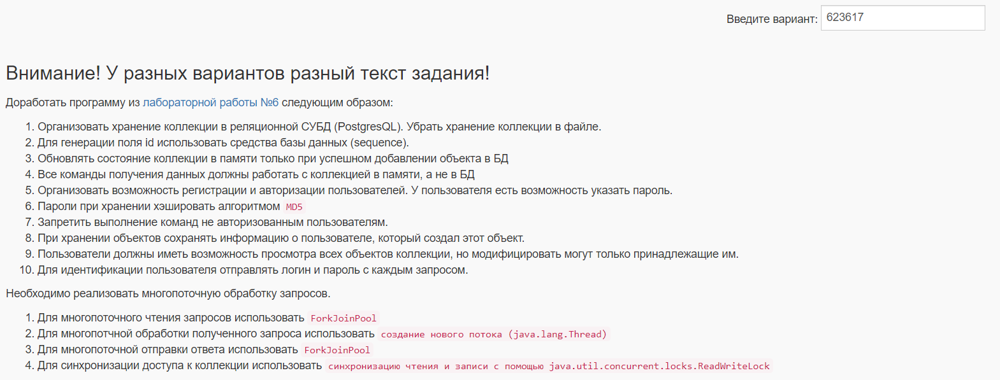 Введите вариант: 623617
Внимание! У разных вариантов разный текст задания!
Доработать программу из лабораторной работы №6 следующим образом:
1. Организовать хранение коллекции в реляционной СУБД (PostgresQL). Убрать хранение коллекции в файле.
2. Для генерации поля id использовать средства базы данных (sequence).
3. Обновлять состояние коллекции в памяти только при успешном добавлении объекта в БД
4. Все команды получения данных должны работать с коллекцией в памяти, а не в БД
5. Организовать возможность регистрации и авторизации пользователей. У пользователя есть возможность указать пароль.
6. Пароли при хранении хэшировать алгоритмом MD5
7. Запретить выполнение команд не авторизованным пользователям.
8. При хранении объектов сохранять информацию о пользователе, который создал этот объект.
9. Пользователи должны иметь возможность просмотра всех объектов коллекции, но модифицировать могут только принадлежащие им.
10. Для идентификации пользователя отправлять логин и пароль с каждым запросом.
Необходимо реализовать многопоточную обработку запросов.
1. Для многопоточного чтения запросов использовать ForkJoinPool
2. Для многопотчной обработки полученного запроса использовать создание нового потока (java.lang.Thread)
3. Для многопоточной отправки ответа использовать ForkJoinPool
4. Для синхронизации доступа к коллекции использовать синхронизацию чтения и записи с помощью java.util.concurrent.locks.ReadWriteLock